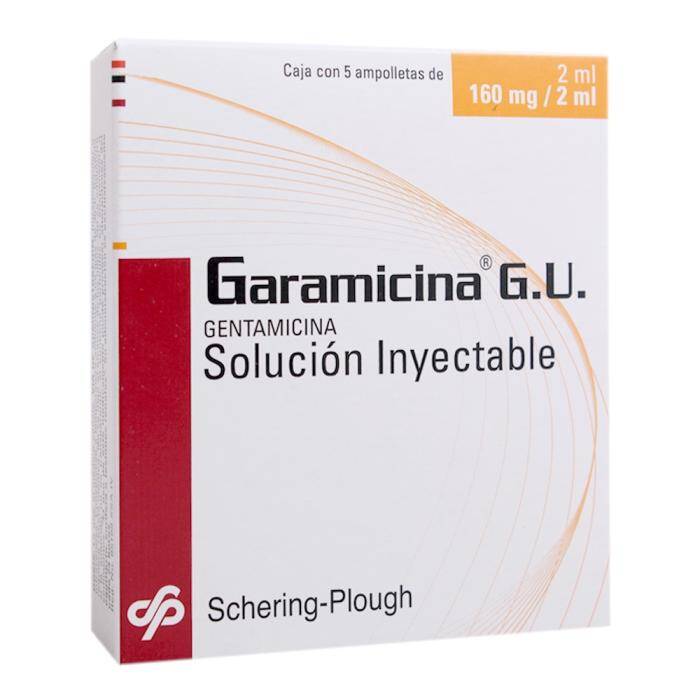 Caja con 5 ampolletas de
2 ml
160 mg / 2 ml
Garamicina® G.U.
GENTAMICINA
Solución Inyectable
Schering-Plough